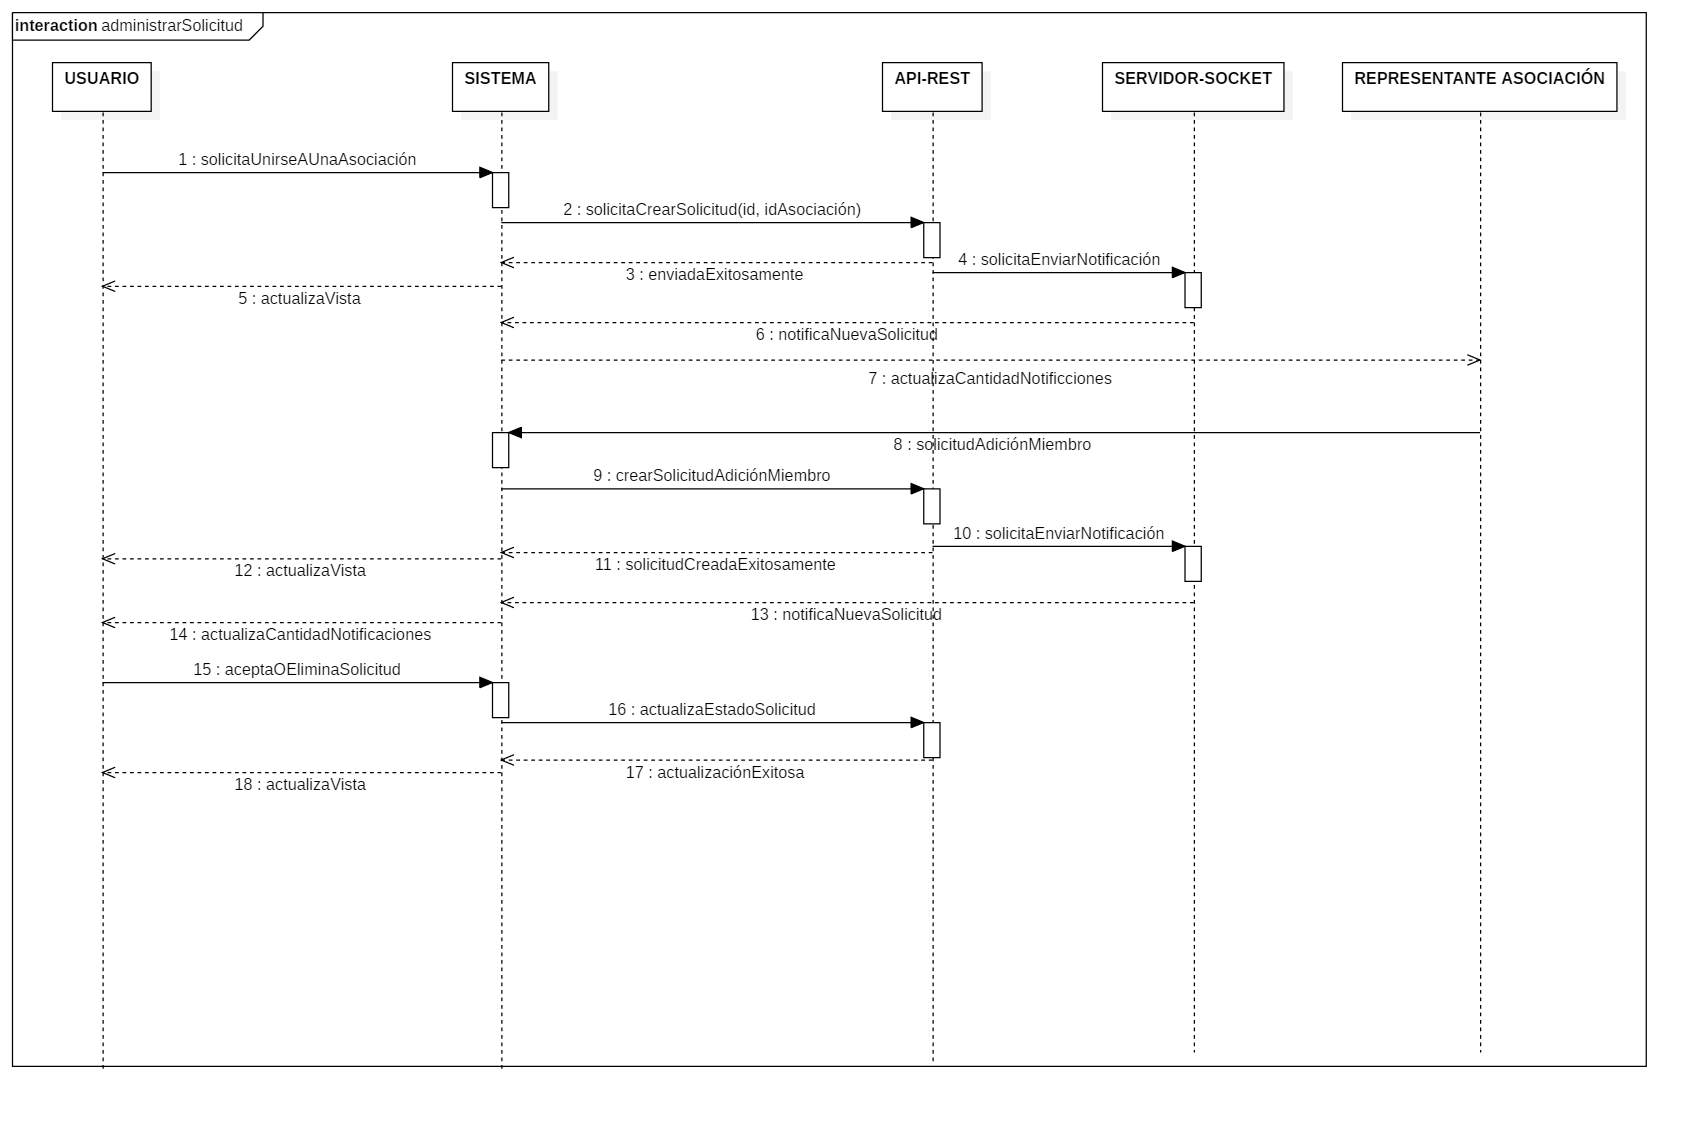 interaction administrarSolicitud
USUARIO
SISTEMA
API-REST
SERVIDOR-SOCKET
REPRESENTANTE ASOCIACIÓN
1 : solicitaUnirseAUnaAsociación
2 : solicitaCrearSolicitud(id, idAsociación)
3 : enviadaExitosamente
4 : solicitaEnviarNotificación
5 : actualizaVista
6 : notificaNuevaSolicitud
7 : actualizaCantidadNotificciones
8 : solicitudAdiciónMiembro
9 : crearSolicitudAdiciónMiembro
10 : solicitaEnviarNotificación
11 : solicitudCreadaExitosamente
12 : actualizaVista
13 : notificaNuevaSolicitud
14 : actualizaCantidadNotificaciones
15 : aceptaOEliminaSolicitud
16 : actualizaEstadoSolicitud
17 : actualizaciónExitosa
18 : actualizaVista